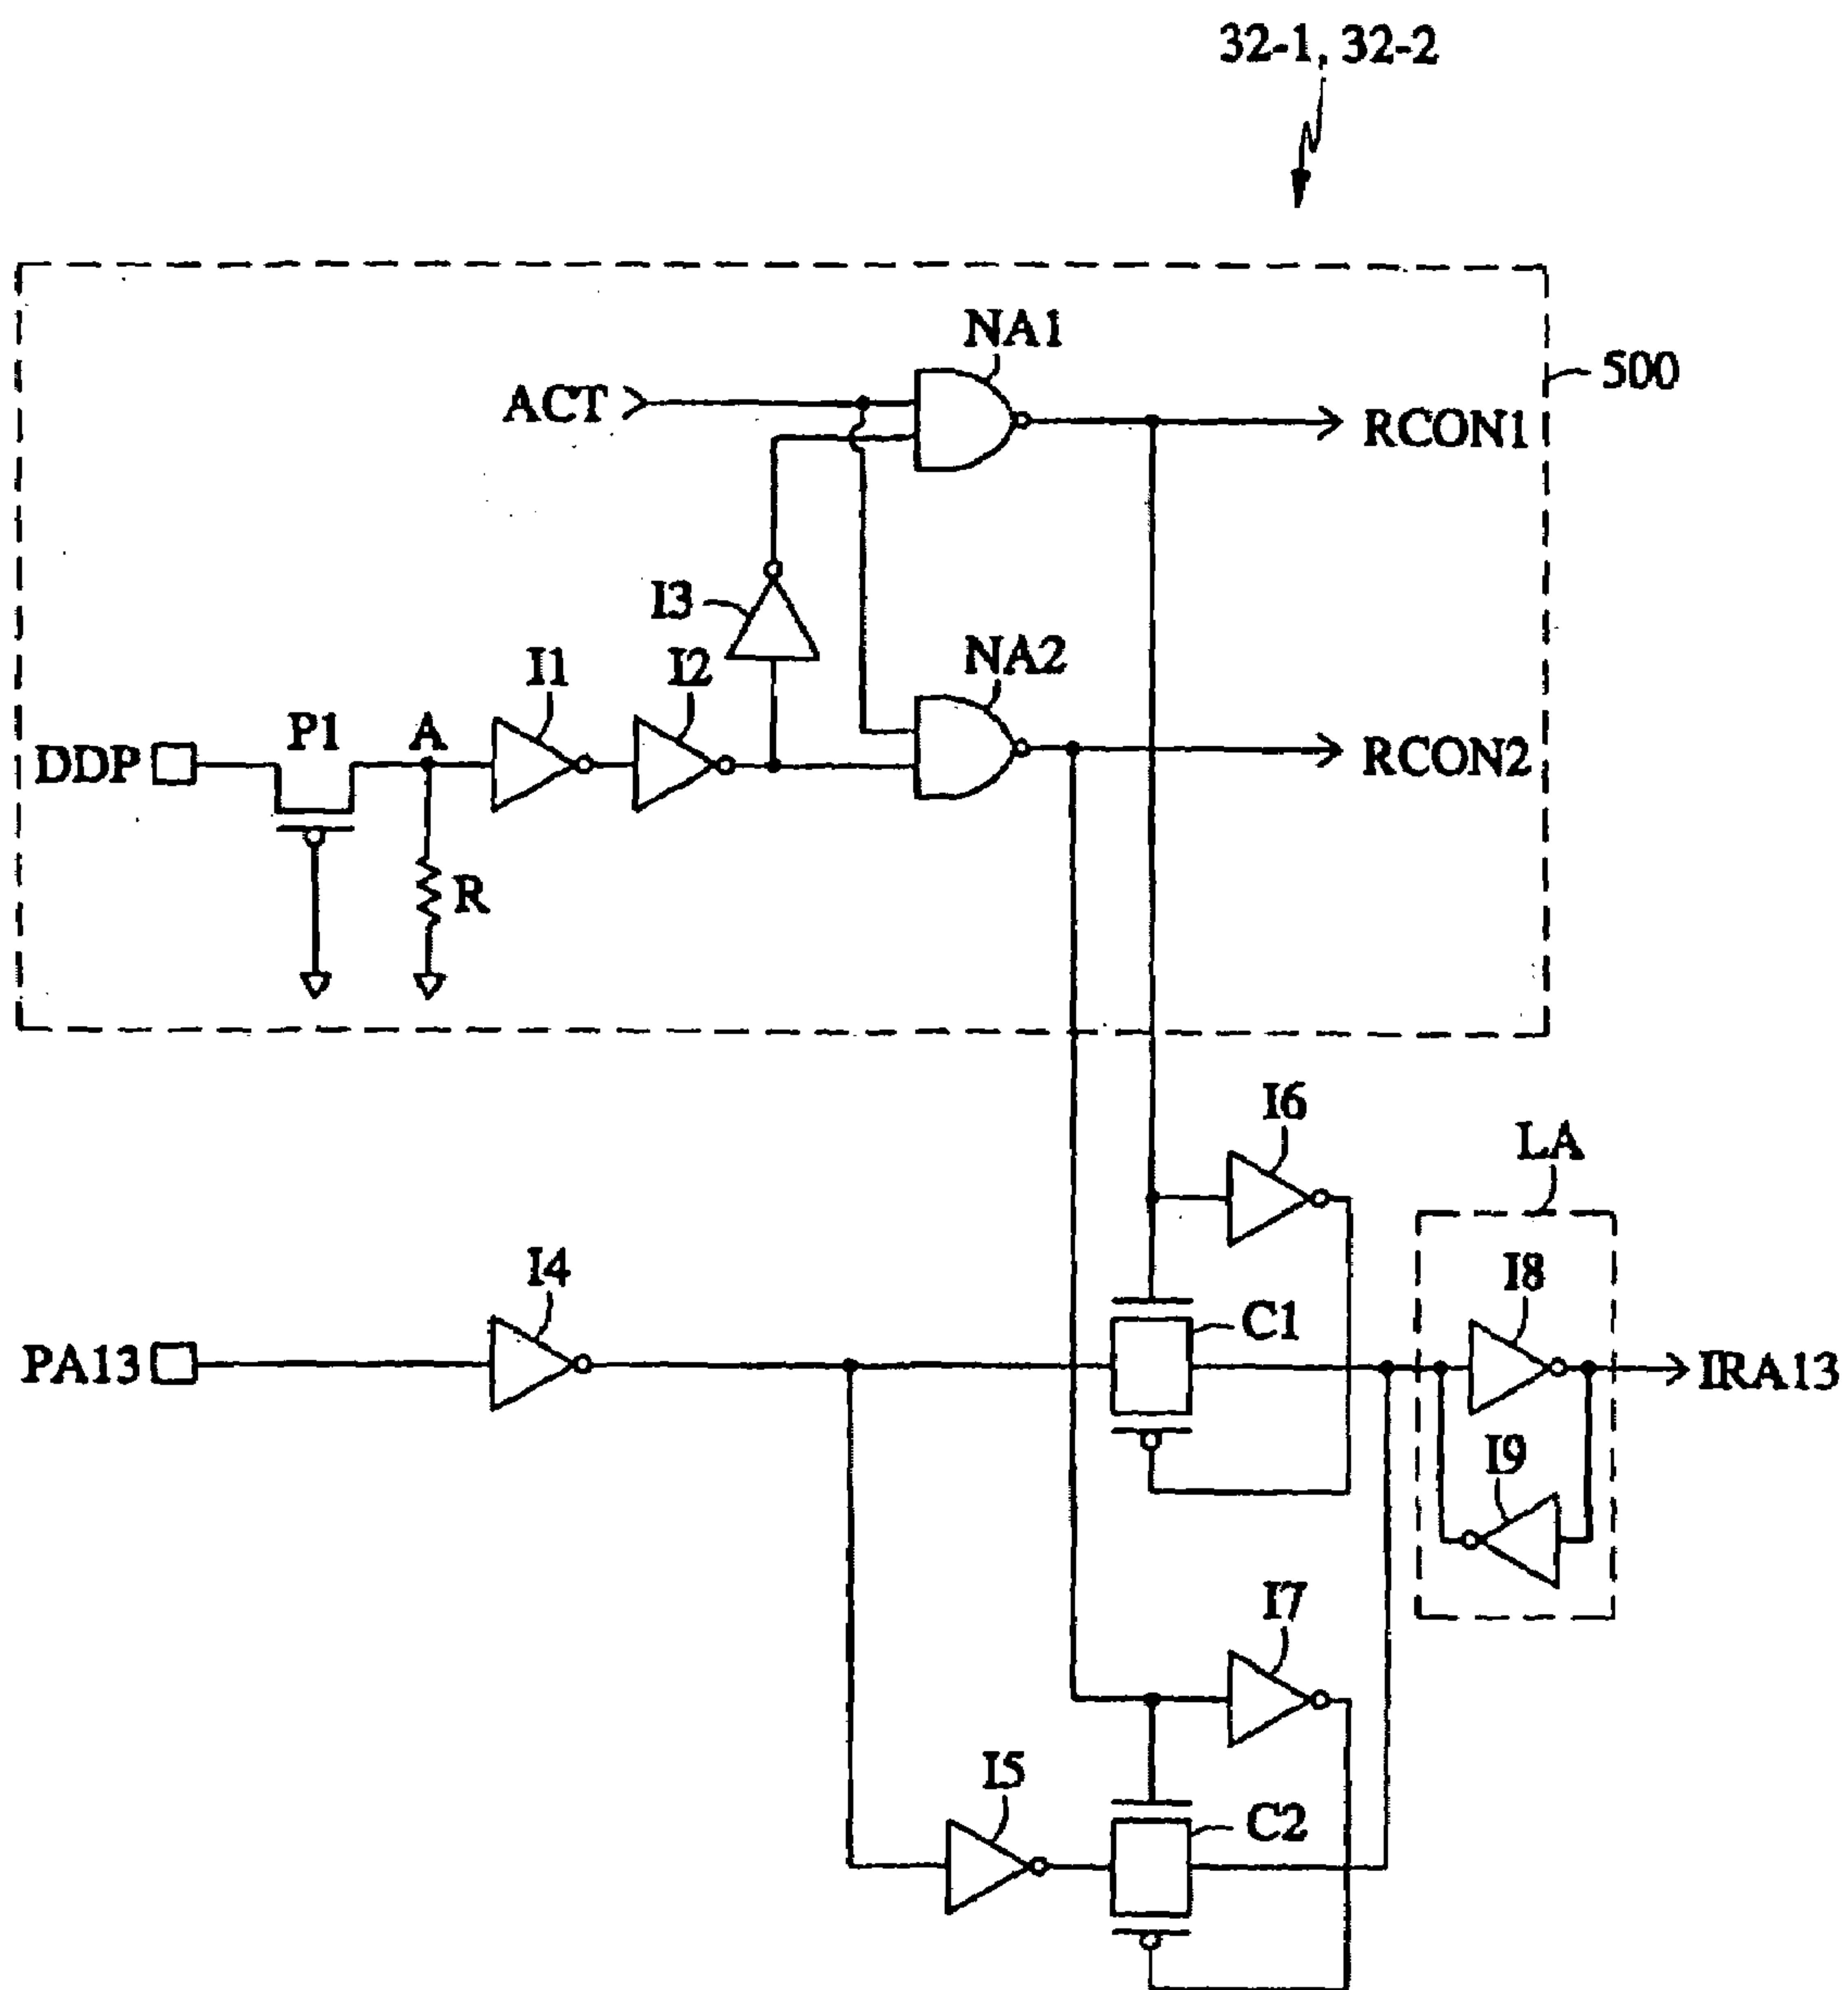 32-1, 32-2
NA1
500
ACT
RCON1
I3
NA2
I1
I2
P1
A
DDP
RCON2
R
I6
LA
I4
I8
C1
PA13
IRA13
I9
I7
I5
C2